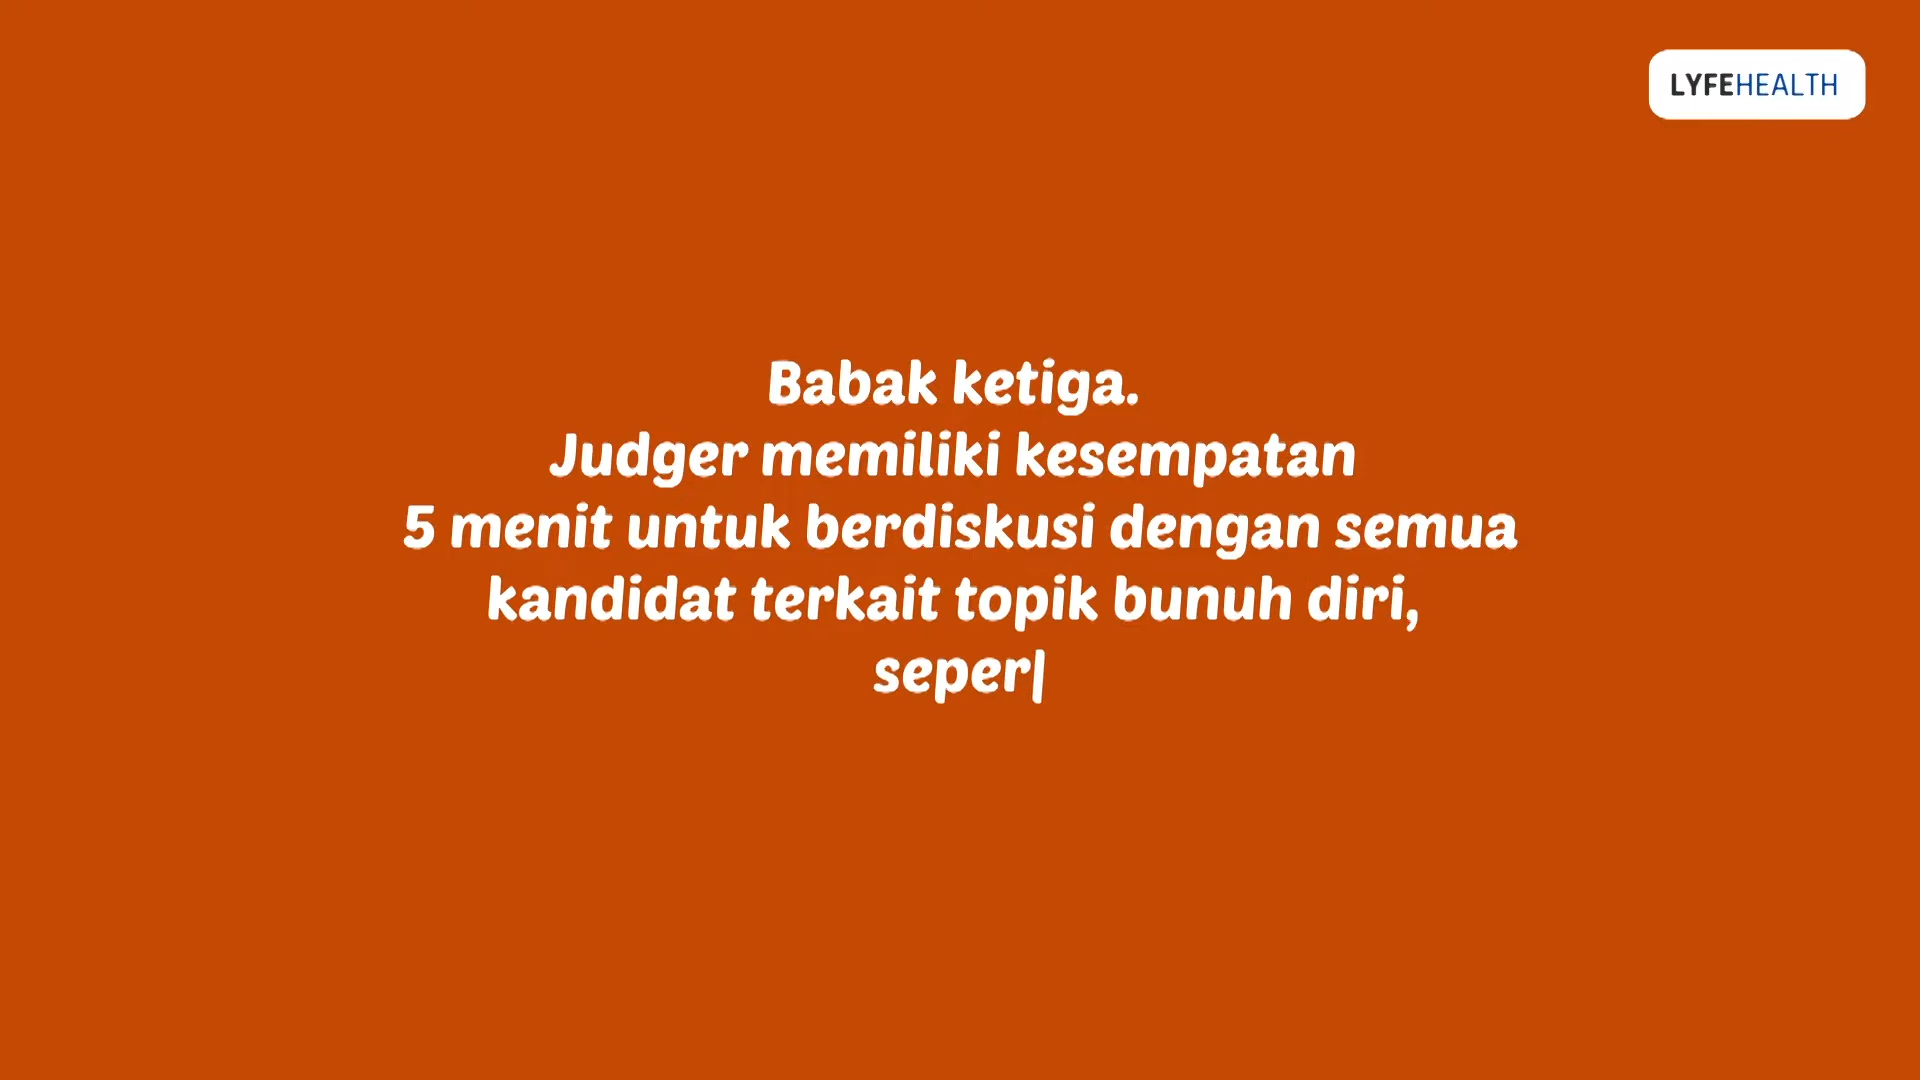 LYFEHEALTH
Babak ketiga.
Judger memiliki kesempatan
5 menit untuk berdiskusi dengan semua
kandidat terkait topik bunuh diri,
seper|